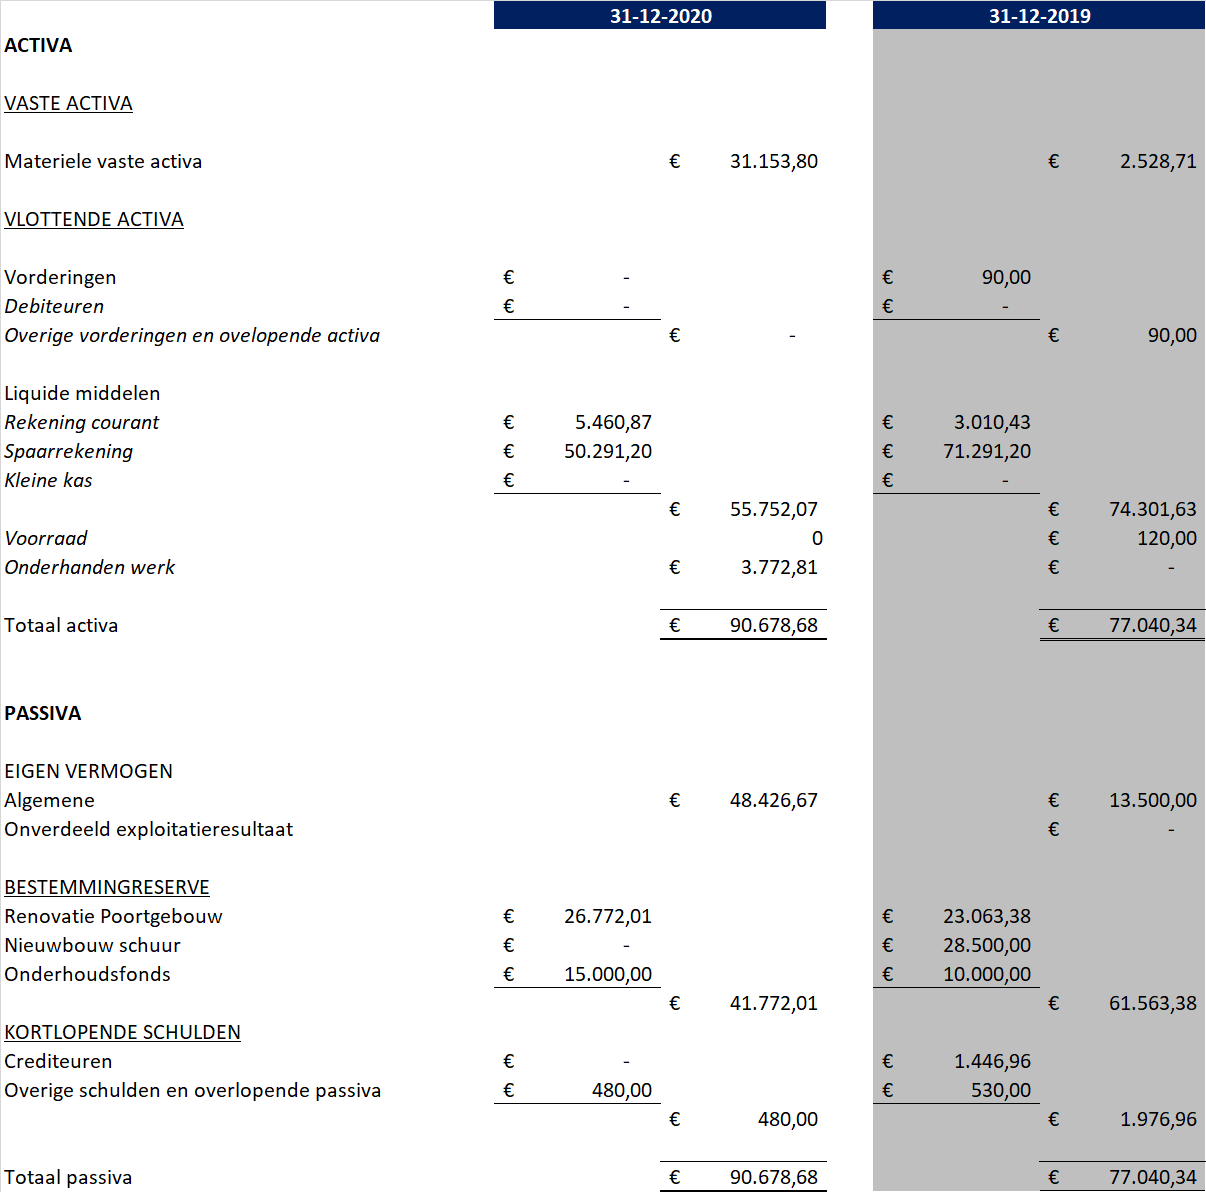 31-12-2020 31-12-2019
ACTIVA
VASTE ACTIVA
Materiele vaste activa € 31.153,80 € 2.528,71
VLOTTENDE ACTIVA
Vorderingen € - € 90,00
Debiteuren € - € -
Overige vorderingen en ovelopende activa € - € 90,00
Liquide middelen
Rekening courant € 5.460,87 € 3.010,43
Spaarrekening € 50.291,20 € 71.291,20
Kleine kas € - € -
€ 55.752,07 € 74.301,63
Voorraad 0 € 120,00
Onderhanden werk € 3.772,81 € -
Totaal activa € 90.678,68 € 77.040,34
PASSIVA
EIGEN VERMOGEN
Algemene € 48.426,67 € 13.500,00
Onverdeeld exploitatieresultaat € -
BESTEMMINGRESERVE
Renovatie Poortgebouw € 26.772,01 € 23.063,38
Nieuwbouw schuur € - € 28.500,00
Onderhoudsfonds € 15.000,00 € 10.000,00
€ 41.772,01 € 61.563,38
KORTLOPENDE SCHULDEN
Crediteuren € - € 1.446,96
Overige schulden en overlopende passiva € 480,00 € 530,00
€ 480,00 € 1.976,96
Totaal passiva € 90.678,68 € 77.040,34